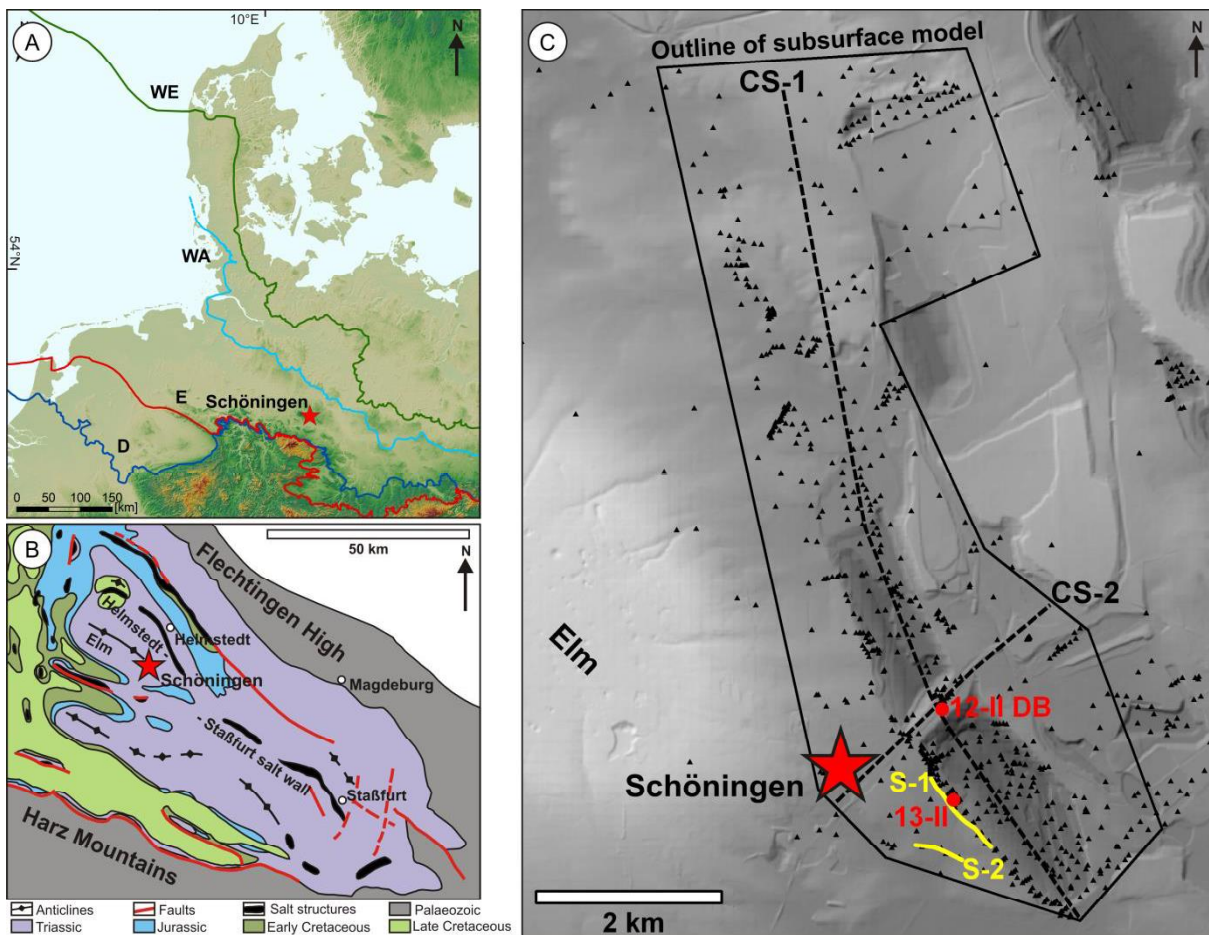 A
10°E
N
WE
54°N
WA
E
Schöningen
D
0 50 100 150
[km]
B
50 km
N
Flechtingen High
Helmstedt -
Helmstedt
Elm
Schöningen
Magdeburg
- Staßfurt salt wall
Staßfurt
Harz Mountains
Anticlines
Faults
Salt structures
Palaeozoic
Triassic
Jurassic
Early Cretaceous
Late Cretaceous
C
Outline of subsurface model
N
CS-1
CS-2
Elm
12-II DB
Schöningen
S-1
13-II
S-2
2 km